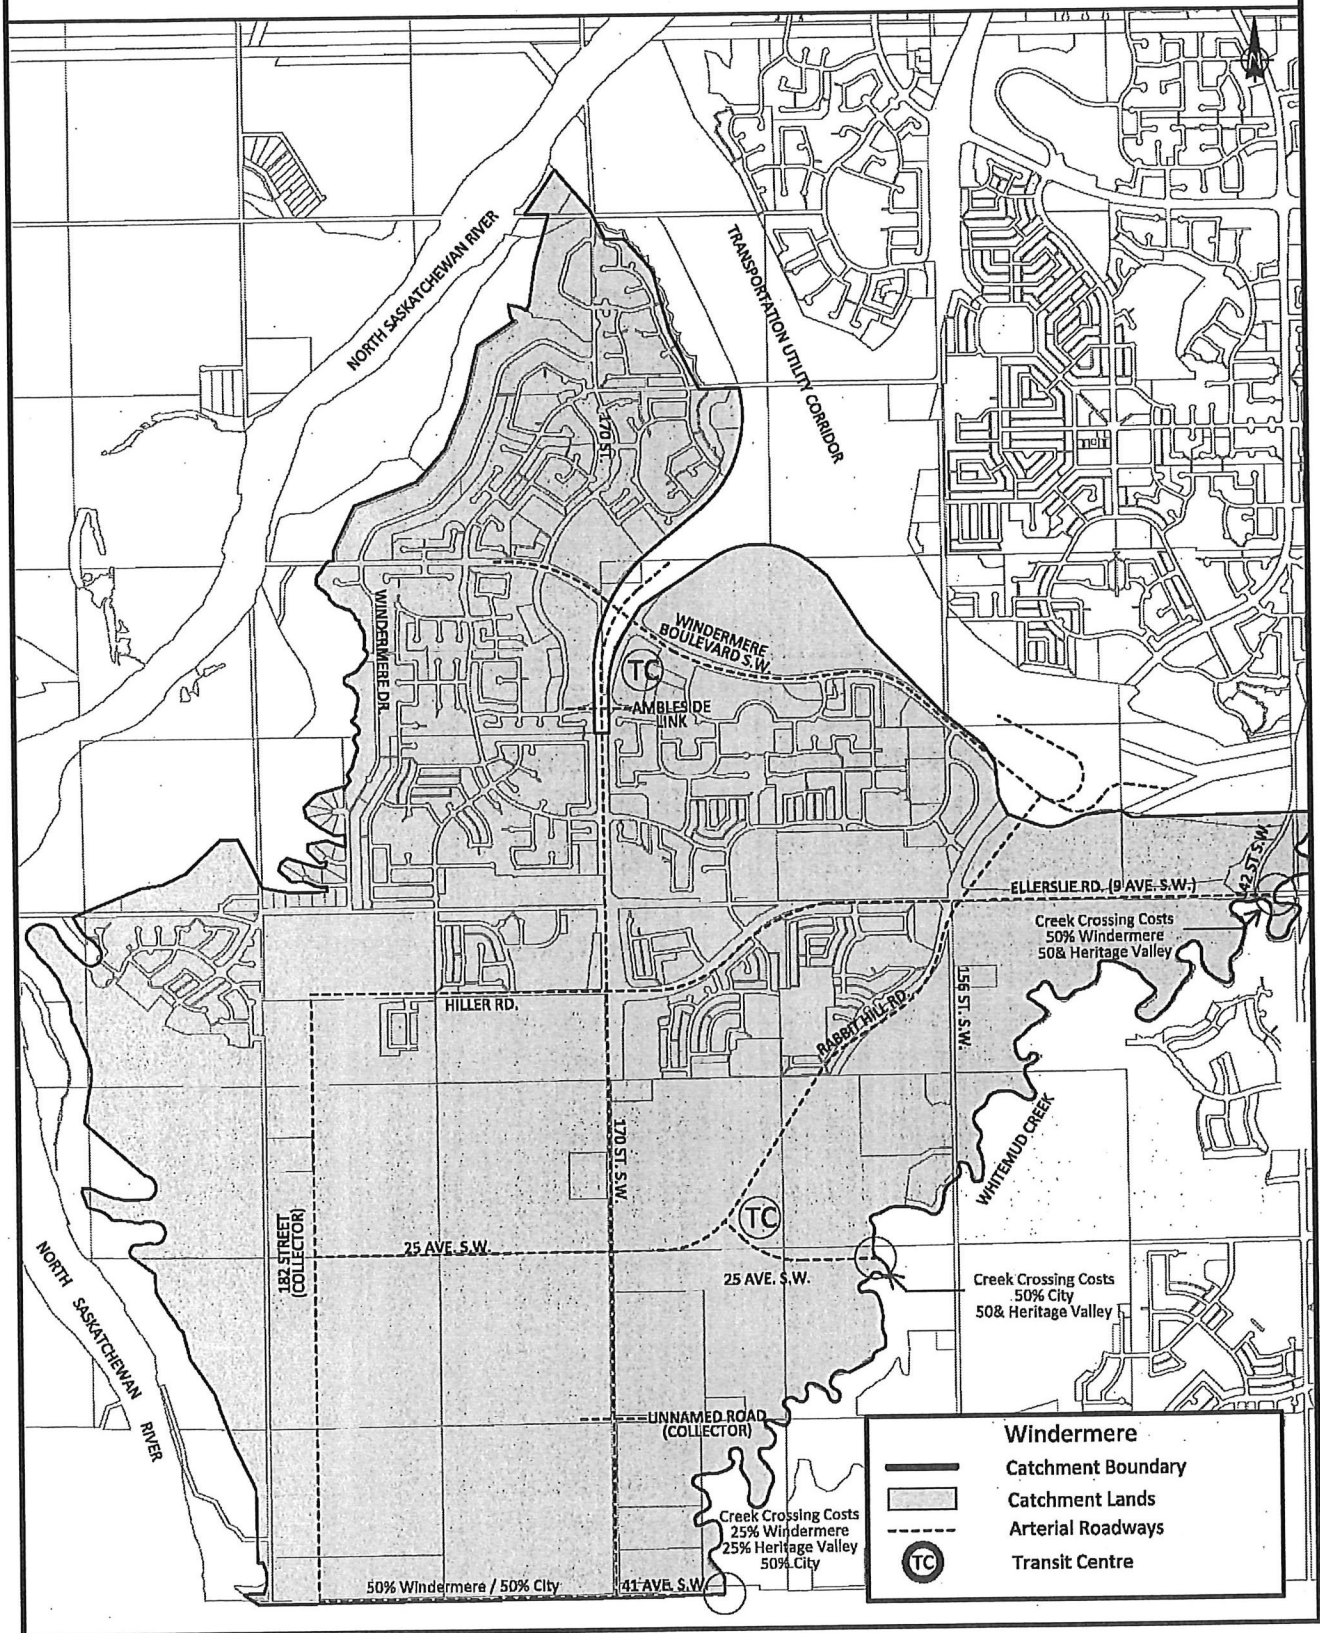 N
NORTH SASKATCHEWAN RIVER
TRANSPORTATION UTILITY CORRIDOR
170 ST.
WINDERMERE DR.
WINDERMERE
BOULEVARD S.W.
TC
AMBLESIDE
LINK
42 ST S.W.
ELLERSLIE RD. (9 AVE. S.W.)
Creek Crossing Costs
50% Windermere
50& Heritage Valley
HILLER RD.
156 ST. S.W.
RABBIT HILL RD.
WHITEMUD CREEK
170 ST. S.W.
TC
182 STREET
(COLLECTOR)
25 AVE. S.W.
25 AVE. S.W.
NORTH SASKATCHEWAN RIVER
Creek Crossing Costs
50% City
50& Heritage Valley
UNNAMED ROAD
(COLLECTOR)
Creek Crossing Costs
25% Windermere
25% Heritage Valley
50% City
50% Windermere / 50% City
41 AVE. S.W.
Windermere
Catchment Boundary
Catchment Lands
Arterial Roadways
TC
Transit Centre